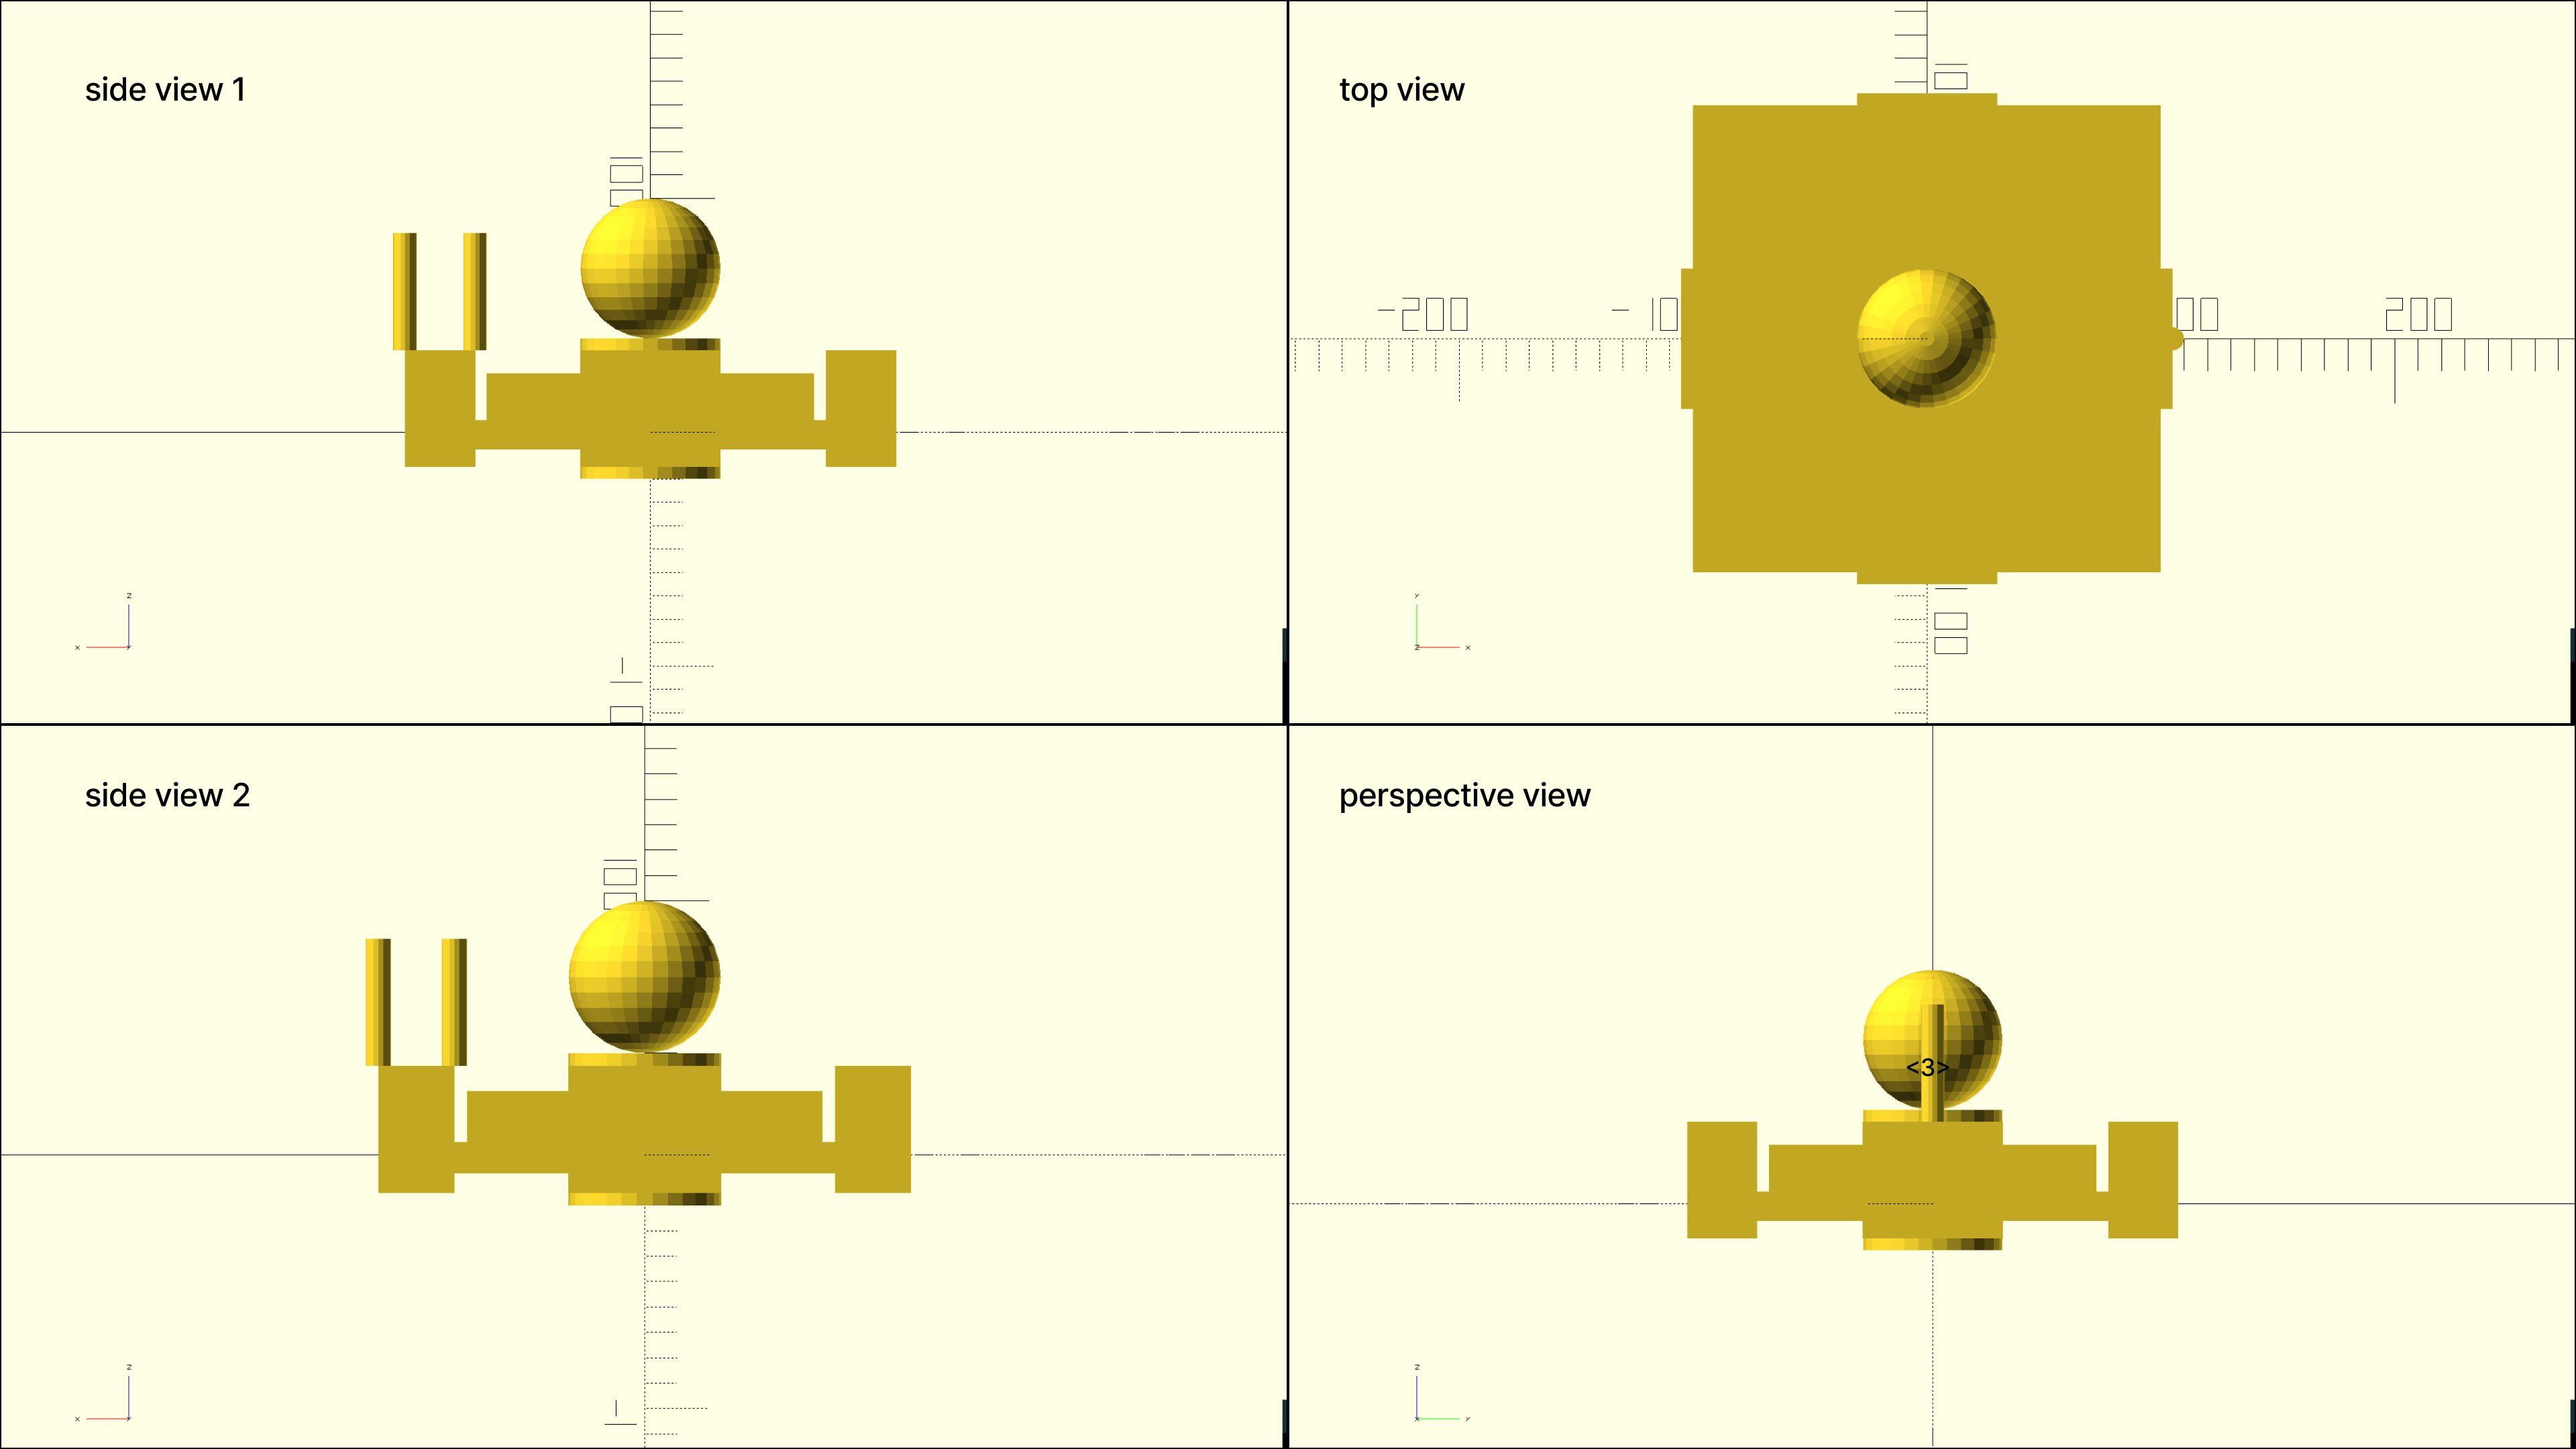 side view 1
top view
-200
-10
00
200
z
x
y
z
x
side view 2
perspective view
<3>
z
x
z
x
y